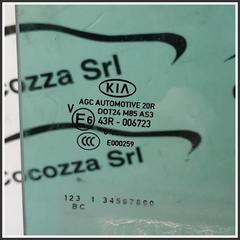 cocozza Srl
KIA
AGC AUTOMOTIVE 20R
DOT24 M85 AS3
V E6 43R - 006723
CCC E000259
cocozza Srl
123 1 34567890
BC